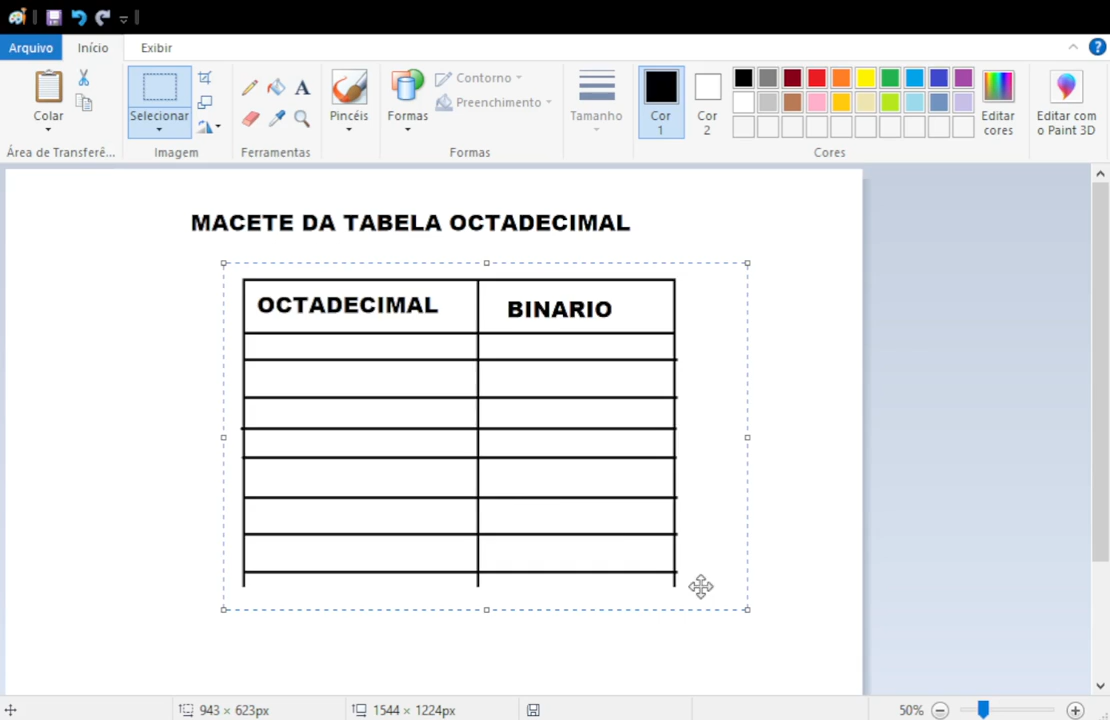 Arquivo Início Exibir
Colar
Selecionar
Pincéis
Formas
Contorno
Preenchimento
Tamanho
Cor 1
Cor 2
Editar cores
Editar com o Paint 3D
Área de Transferê...
Imagem
Ferramentas
Formas
Cores
MACETE DA TABELA OCTADECIMAL
OCTADECIMAL BINARIO
943 × 623px 1544 × 1224px 50%